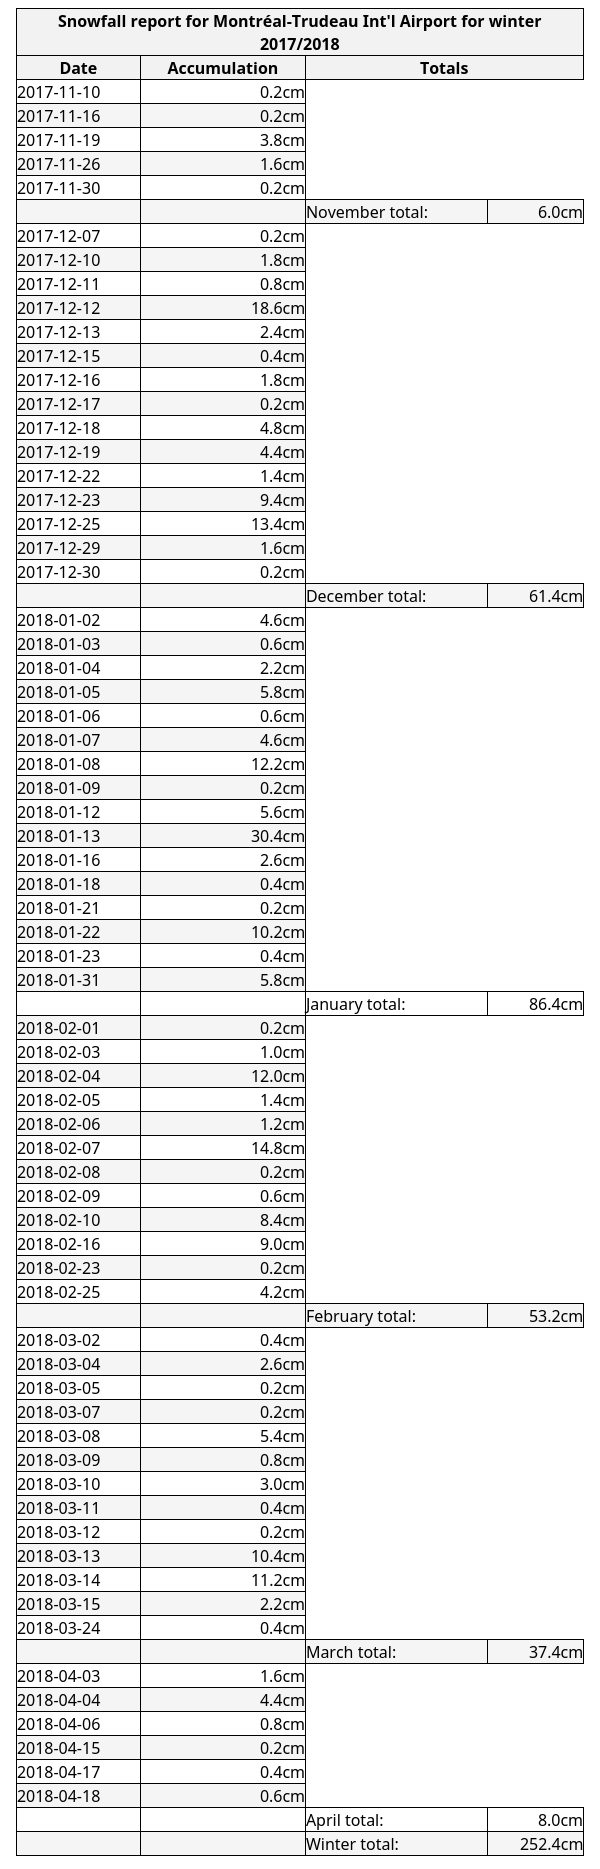 Snowfall report for Montréal-Trudeau Int'l Airport for winter
2017/2018
Date Accumulation Totals
2017-11-10 0.2cm
2017-11-16 0.2cm
2017-11-19 3.8cm
2017-11-26 1.6cm
2017-11-30 0.2cm
November total: 6.0cm
2017-12-07 0.2cm
2017-12-10 1.8cm
2017-12-11 0.8cm
2017-12-12 18.6cm
2017-12-13 2.4cm
2017-12-15 0.4cm
2017-12-16 1.8cm
2017-12-17 0.2cm
2017-12-18 4.8cm
2017-12-19 4.4cm
2017-12-22 1.4cm
2017-12-23 9.4cm
2017-12-25 13.4cm
2017-12-29 1.6cm
2017-12-30 0.2cm
December total: 61.4cm
2018-01-02 4.6cm
2018-01-03 0.6cm
2018-01-04 2.2cm
2018-01-05 5.8cm
2018-01-06 0.6cm
2018-01-07 4.6cm
2018-01-08 12.2cm
2018-01-09 0.2cm
2018-01-12 5.6cm
2018-01-13 30.4cm
2018-01-16 2.6cm
2018-01-18 0.4cm
2018-01-21 0.2cm
2018-01-22 10.2cm
2018-01-23 0.4cm
2018-01-31 5.8cm
January total: 86.4cm
2018-02-01 0.2cm
2018-02-03 1.0cm
2018-02-04 12.0cm
2018-02-05 1.4cm
2018-02-06 1.2cm
2018-02-07 14.8cm
2018-02-08 0.2cm
2018-02-09 0.6cm
2018-02-10 8.4cm
2018-02-16 9.0cm
2018-02-23 0.2cm
2018-02-25 4.2cm
February total: 53.2cm
2018-03-02 0.4cm
2018-03-04 2.6cm
2018-03-05 0.2cm
2018-03-07 0.2cm
2018-03-08 5.4cm
2018-03-09 0.8cm
2018-03-10 3.0cm
2018-03-11 0.4cm
2018-03-12 0.2cm
2018-03-13 10.4cm
2018-03-14 11.2cm
2018-03-15 2.2cm
2018-03-24 0.4cm
March total: 37.4cm
2018-04-03 1.6cm
2018-04-04 4.4cm
2018-04-06 0.8cm
2018-04-15 0.2cm
2018-04-17 0.4cm
2018-04-18 0.6cm
April total: 8.0cm
Winter total: 252.4cm